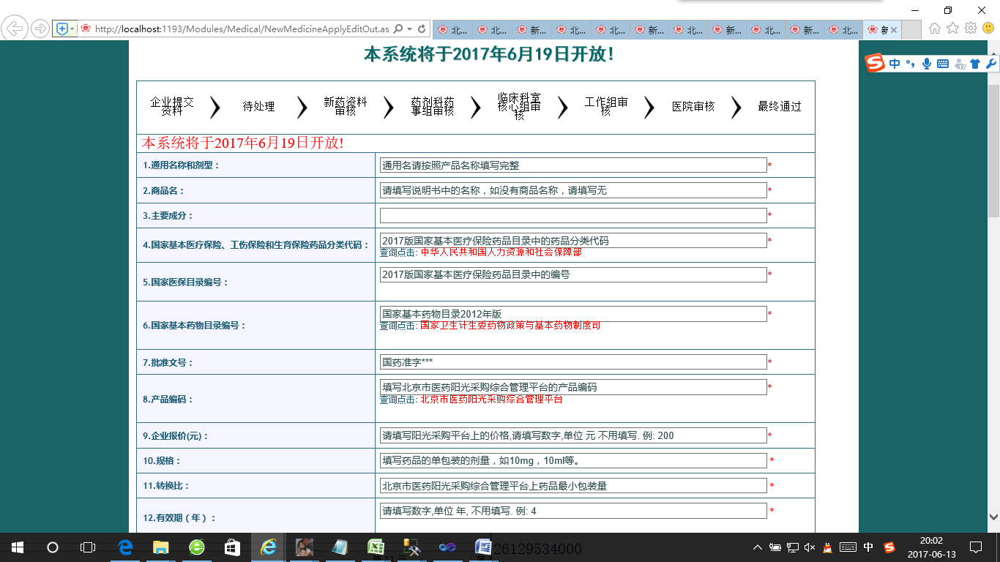 http://localhost:1193/Modules/Medical/NewMedicineApplyEditOut.as
北...
北...
新...
北...
北...
新...
北...
新...
北...
新...
北...
新
本系统将于2017年6月19日开放！
中
企业提交
资料
待处理
新药资料
审核
药剂科药
事组审核
临床科室
核心组审
核
工作组审
核
医院审核
最终通过
本系统将于2017年6月19日开放!
1.通用名称和剂型：
通用名请按照产品名称填写完整
*
2.商品名：
请填写说明书中的名称，如没有商品名称，请填写无
*
3.主要成分：
*
4.国家基本医疗保险、工伤保险和生育保险药品分类代码：
2017版国家基本医疗保险药品目录中的药品分类代码
*
查询点击: 中华人民共和国人力资源和社会保障部
5.国家医保目录编号：
2017版国家基本医疗保险药品目录中的编号
*
6.国家基本药物目录编号：
国家基本药物目录2012年版
*
查询点击: 国家卫生计生委药物政策与基本药物制度司
7.批准文号：
国药准字***
*
8.产品编码：
填写北京市医药阳光采购综合管理平台的产品编码
*
查询点击: 北京市医药阳光采购综合管理平台
9.企业报价(元)：
请填写阳光采购平台上的价格,请填写数字,单位 元 不用填写. 例: 200
*
10.规格：
填写药品的单包装的剂量，如10mg，10ml等。
*
11.转换比：
北京市医药阳光采购综合管理平台上药品最小包装量
*
12.有效期（年）：
请填写数字,单位 年, 不用填写. 例: 4
*
26129534000
中
20:02
2017-06-13